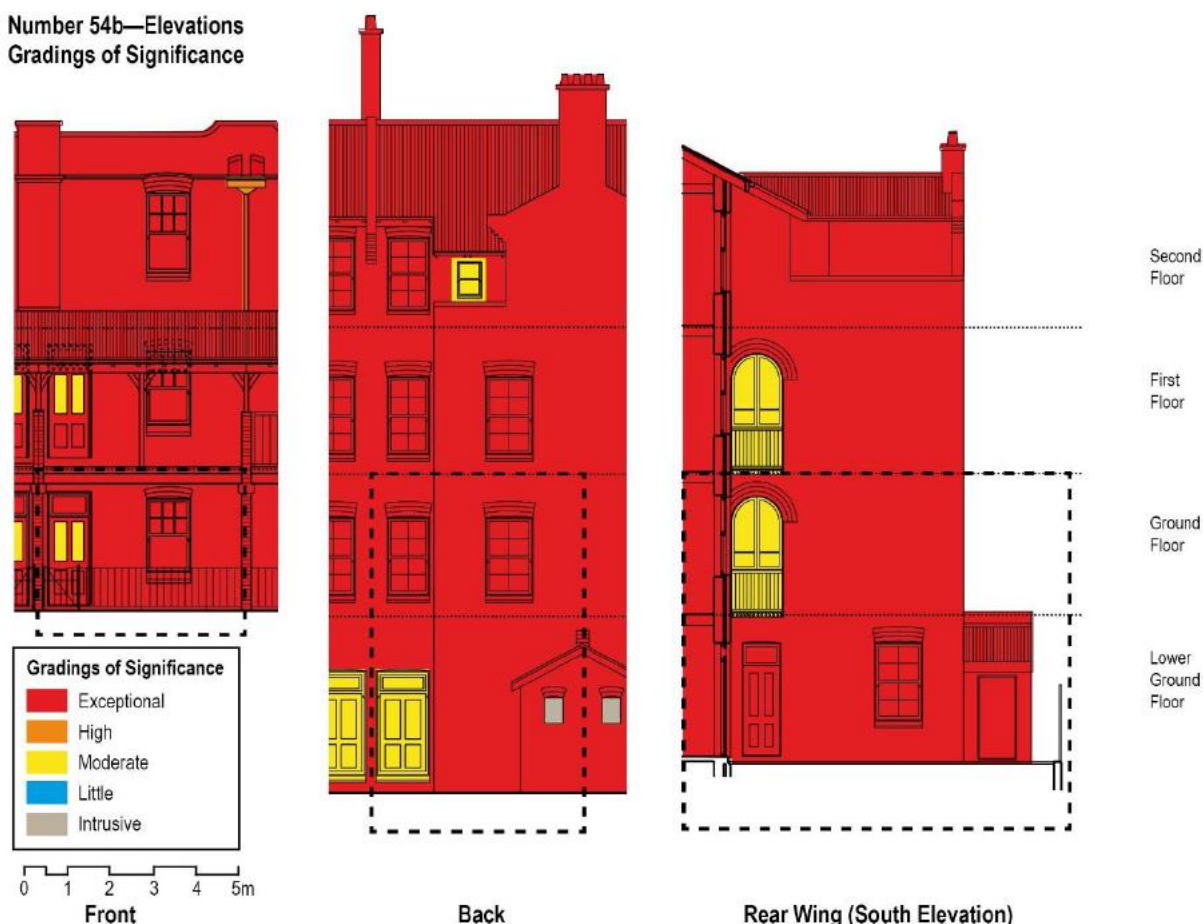 Number 54b—Elevations
Gradings of Significance
Second
Floor
First
Floor
Ground
Floor
Lower
Ground
Floor
Gradings of Significance
Exceptional
High
Moderate
Little
Intrusive
0 1 2 3 4 5m
Front
Back
Rear Wing (South Elevation)